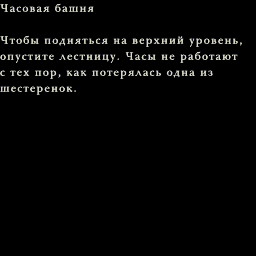 Часовая башня
Чтобы подняться на верхний уровень,
опустите лестницу. Часы не работают
с тех пор, как потерялась одна из
шестеренок.